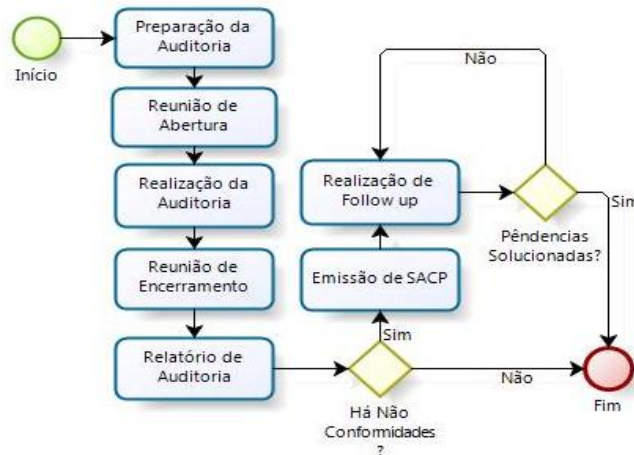 Início
Preparação da
Auditoria
Reunião de
Abertura
Realização da
Auditoria
Reunião de
Encerramento
Relatório de
Auditoria
Há Não
Conformidades
?
Sim
Não
Emissão de SACP
Realização de
Follow up
Pêndencias
Solucionadas?
Não
Sim
Fim